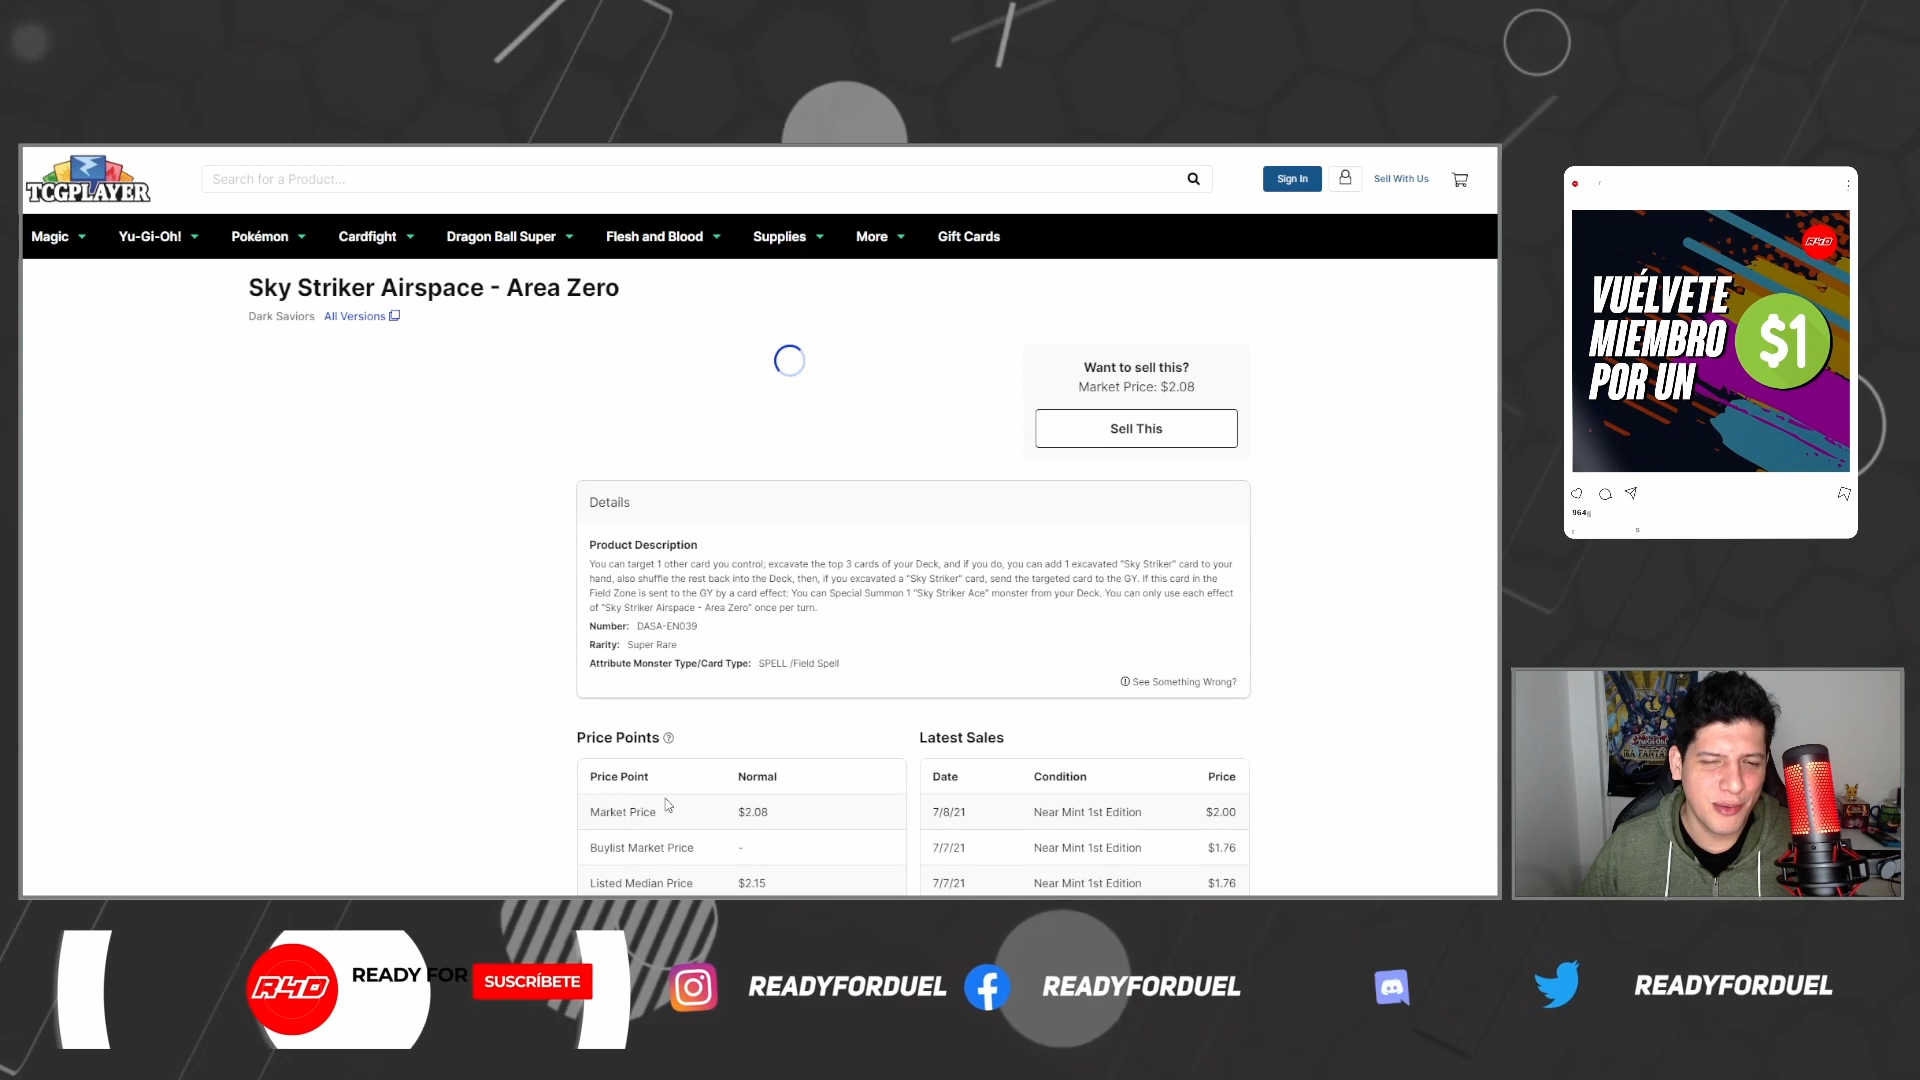 TCGPLAYER
Search for a Product...
Sign In
Sell With Us
Magic
Yu-Gi-Oh!
Pokémon
Cardfight
Dragon Ball Super
Flesh and Blood
Supplies
More
Gift Cards
Sky Striker Airspace - Area Zero
Dark Saviors All Versions
Want to sell this?
Market Price: $2.08
Sell This
Details
Product Description
You can target 1 other card you control; excavate the top 3 cards of your Deck, and if you do, you can add 1 excavated "Sky Striker" card to your
hand, also shuffle the rest back into the Deck, then, if you excavated a "Sky Striker" card, send the targeted card to the GY. If this card in the
Field Zone is sent to the GY by a card effect: You can Special Summon 1 "Sky Striker Ace" monster from your Deck. You can only use each effect
of "Sky Striker Airspace - Area Zero" once per turn.
Number: DASA-EN039
Rarity: Super Rare
Attribute Monster Type/Card Type: SPELL /Field Spell
See Something Wrong?
Price Points
Price Point Normal
Market Price $2.08
Buylist Market Price -
Listed Median Price $2.15
Latest Sales
Date Condition Price
7/8/21 Near Mint 1st Edition $2.00
7/7/21 Near Mint 1st Edition $1.76
7/7/21 Near Mint 1st Edition $1.76
R4D
VUÉLVETE
MIEMBRO
POR UN
$1
964
Yu-Gi-Oh!
R4D
READY FOR
SUSCRÍBETE
READYFORDUEL
READYFORDUEL
READYFORDUEL